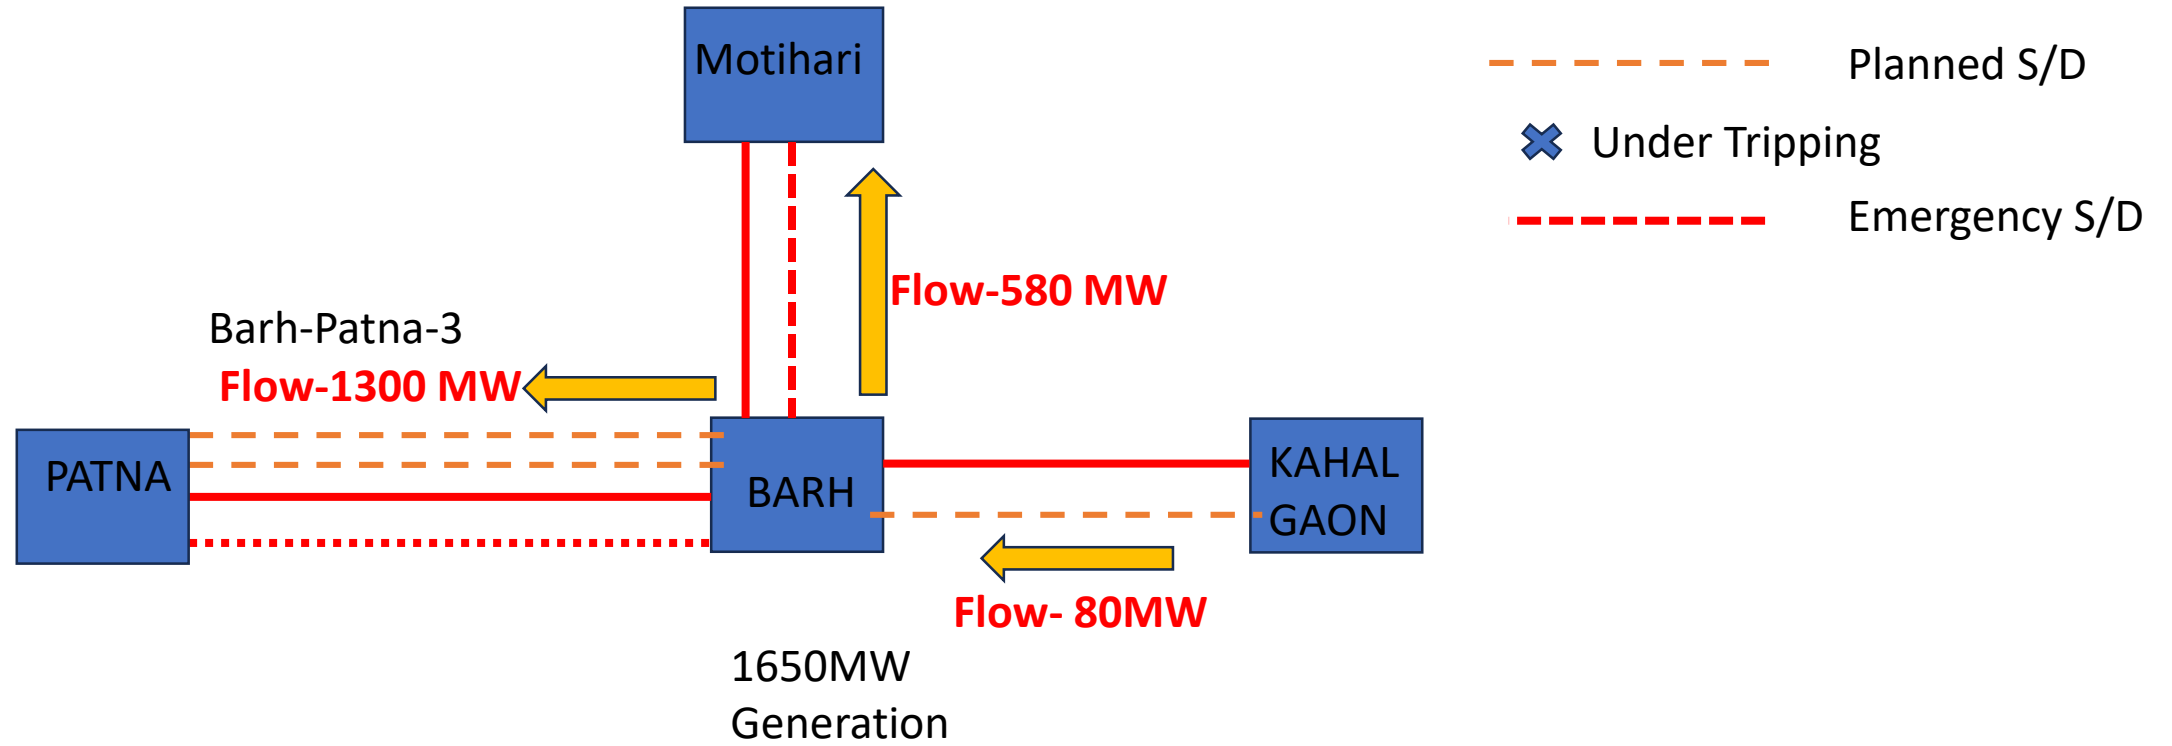 Motihari
Planned S/D
Under Tripping
Emergency S/D
Flow-580 MW
Barh-Patna-3
Flow-1300 MW
PATNA
BARH
KAHAL
GAON
Flow- 80MW
1650MW
Generation